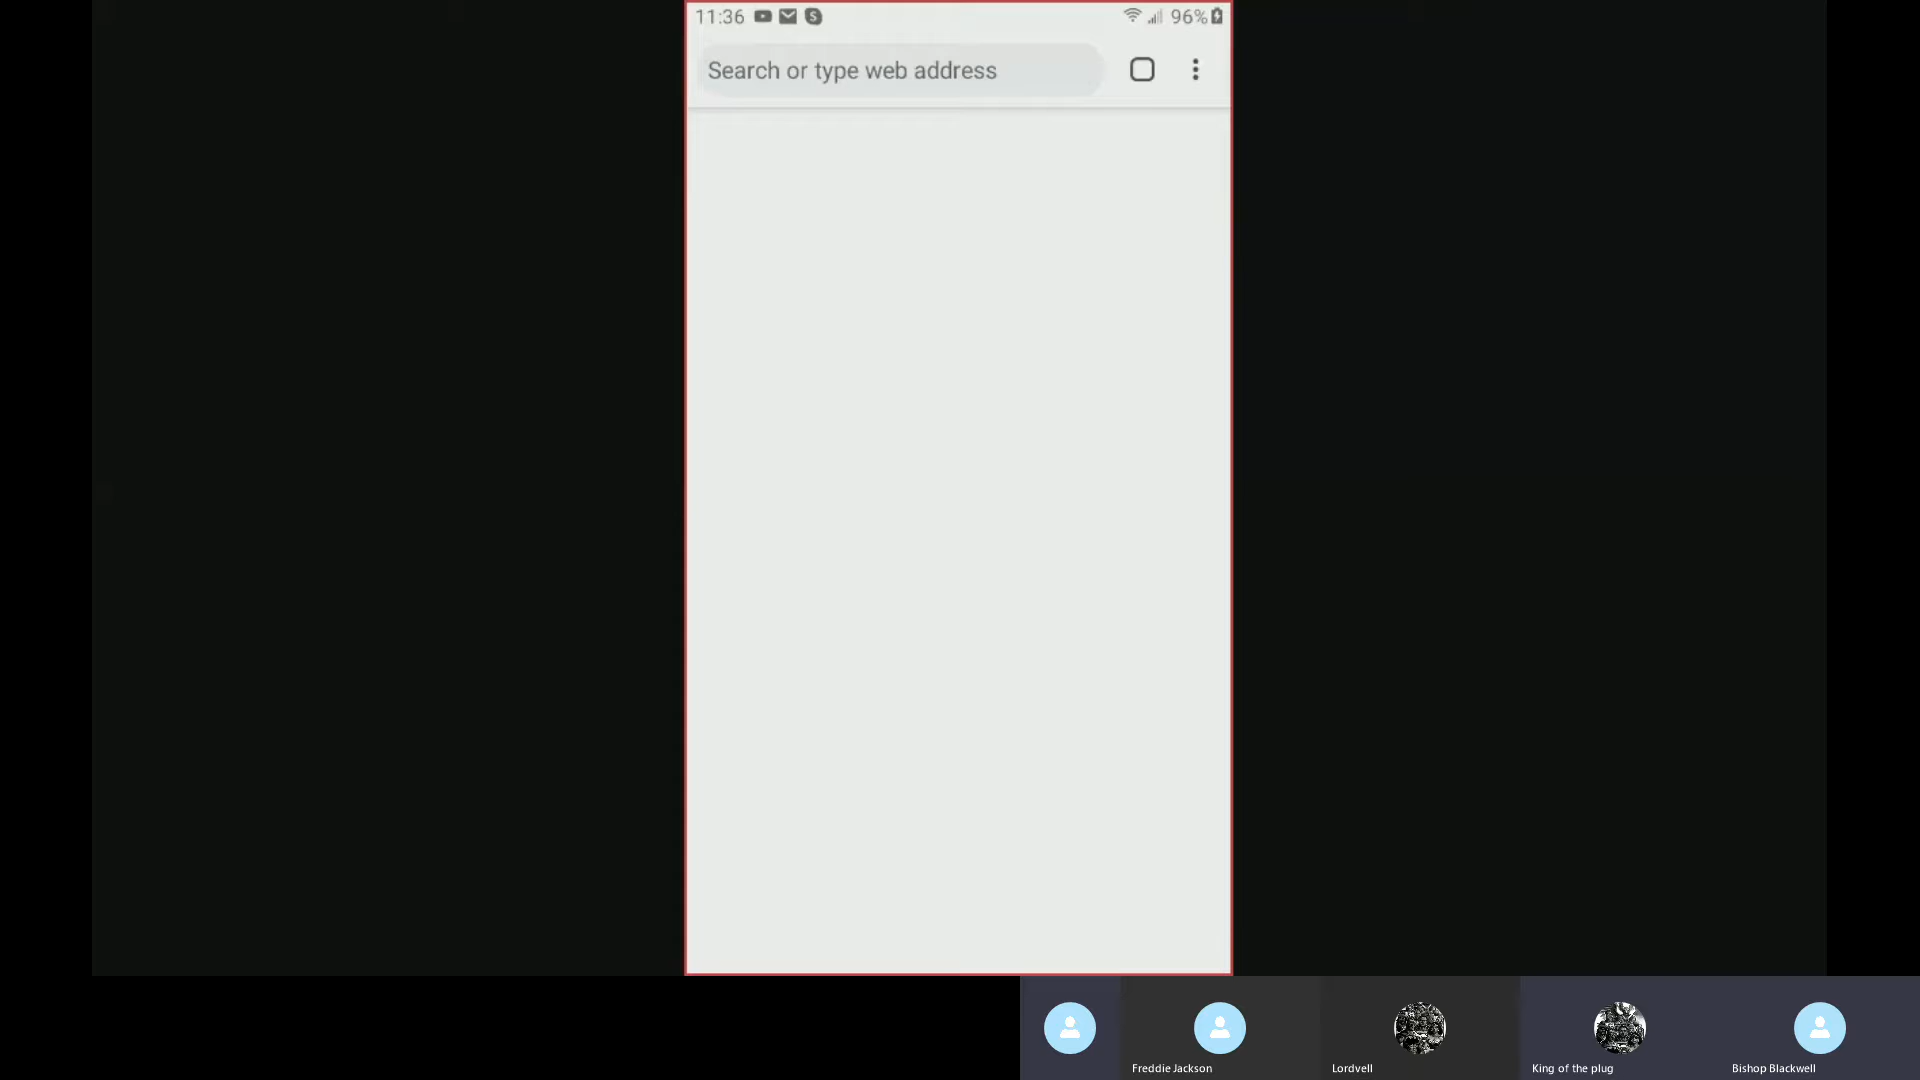 11:36
96%
Search or type web address
Freddie Jackson
Lordvell
King of the plug
Bishop Blackwell